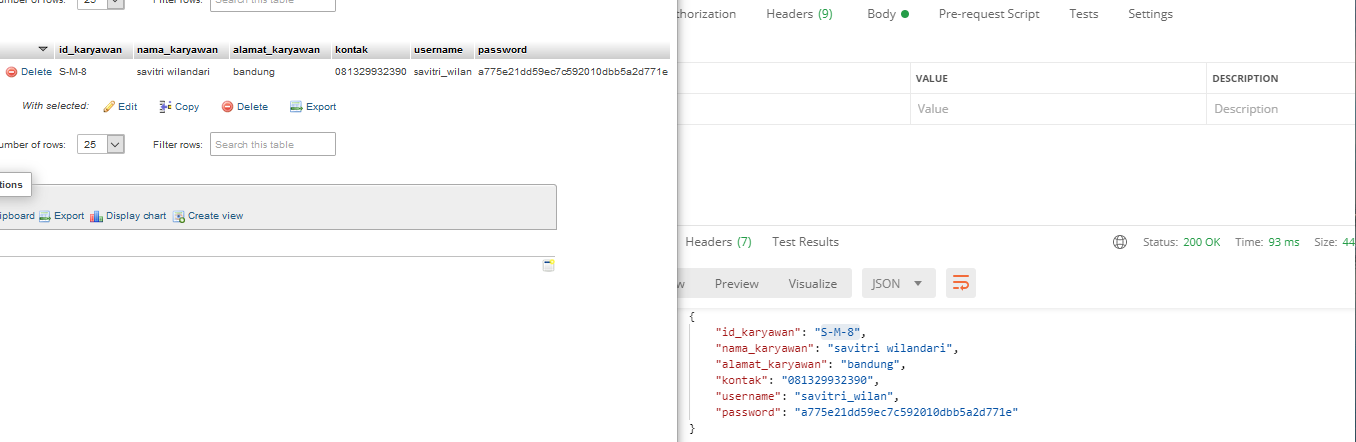 25 Filter rows: Search this table
id_karyawan nama_karyawan alamat_karyawan kontak username password
Delete S-M-8 savitri wilandari bandung 081329932390 savitri_wilan a775e21dd59ec7c592010dbb5a2d771e
With selected: Edit Copy Delete Export
umber of rows: 25 Filter rows: Search this table
tions
ipboard Export Display chart Create view
thorization Headers (9) Body Pre-request Script Tests Settings
VALUE DESCRIPTION
Value Description
Headers (7) Test Results Status: 200 OK Time: 93 ms Size: 44
w Preview Visualize JSON
{
"id_karyawan": "S-M-8",
"nama_karyawan": "savitri wilandari",
"alamat_karyawan": "bandung",
"kontak": "081329932390",
"username": "savitri_wilan",
"password": "a775e21dd59ec7c592010dbb5a2d771e"
}